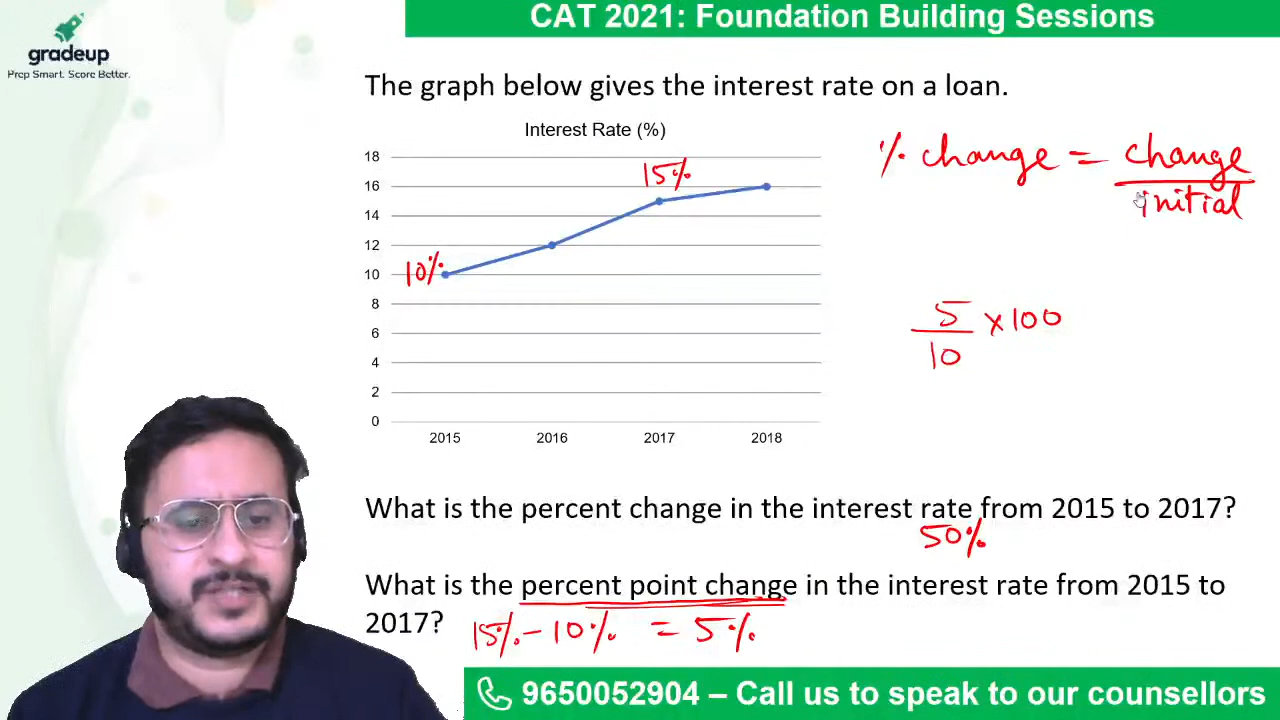 CAT 2021: Foundation Building Sessions
gradeup
Prep Smart. Score Better.
The graph below gives the interest rate on a loan.
Interest Rate (%)
18
16
14
12
10
8
6
4
2
0
2015 2016 2017 2018
10%
15%
% change = change
initial
5
10
×100
What is the percent change in the interest rate from 2015 to 2017?
50%
What is the percent point change in the interest rate from 2015 to
2017?
15% - 10% = 5%
9650052904 – Call us to speak to our counsellors